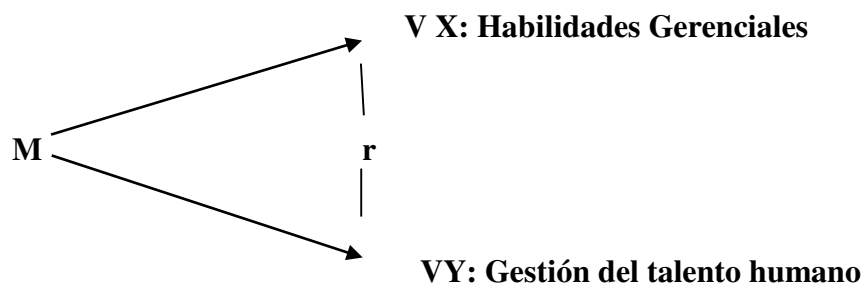 V X: Habilidades Gerenciales
M
r
VY: Gestión del talento humano